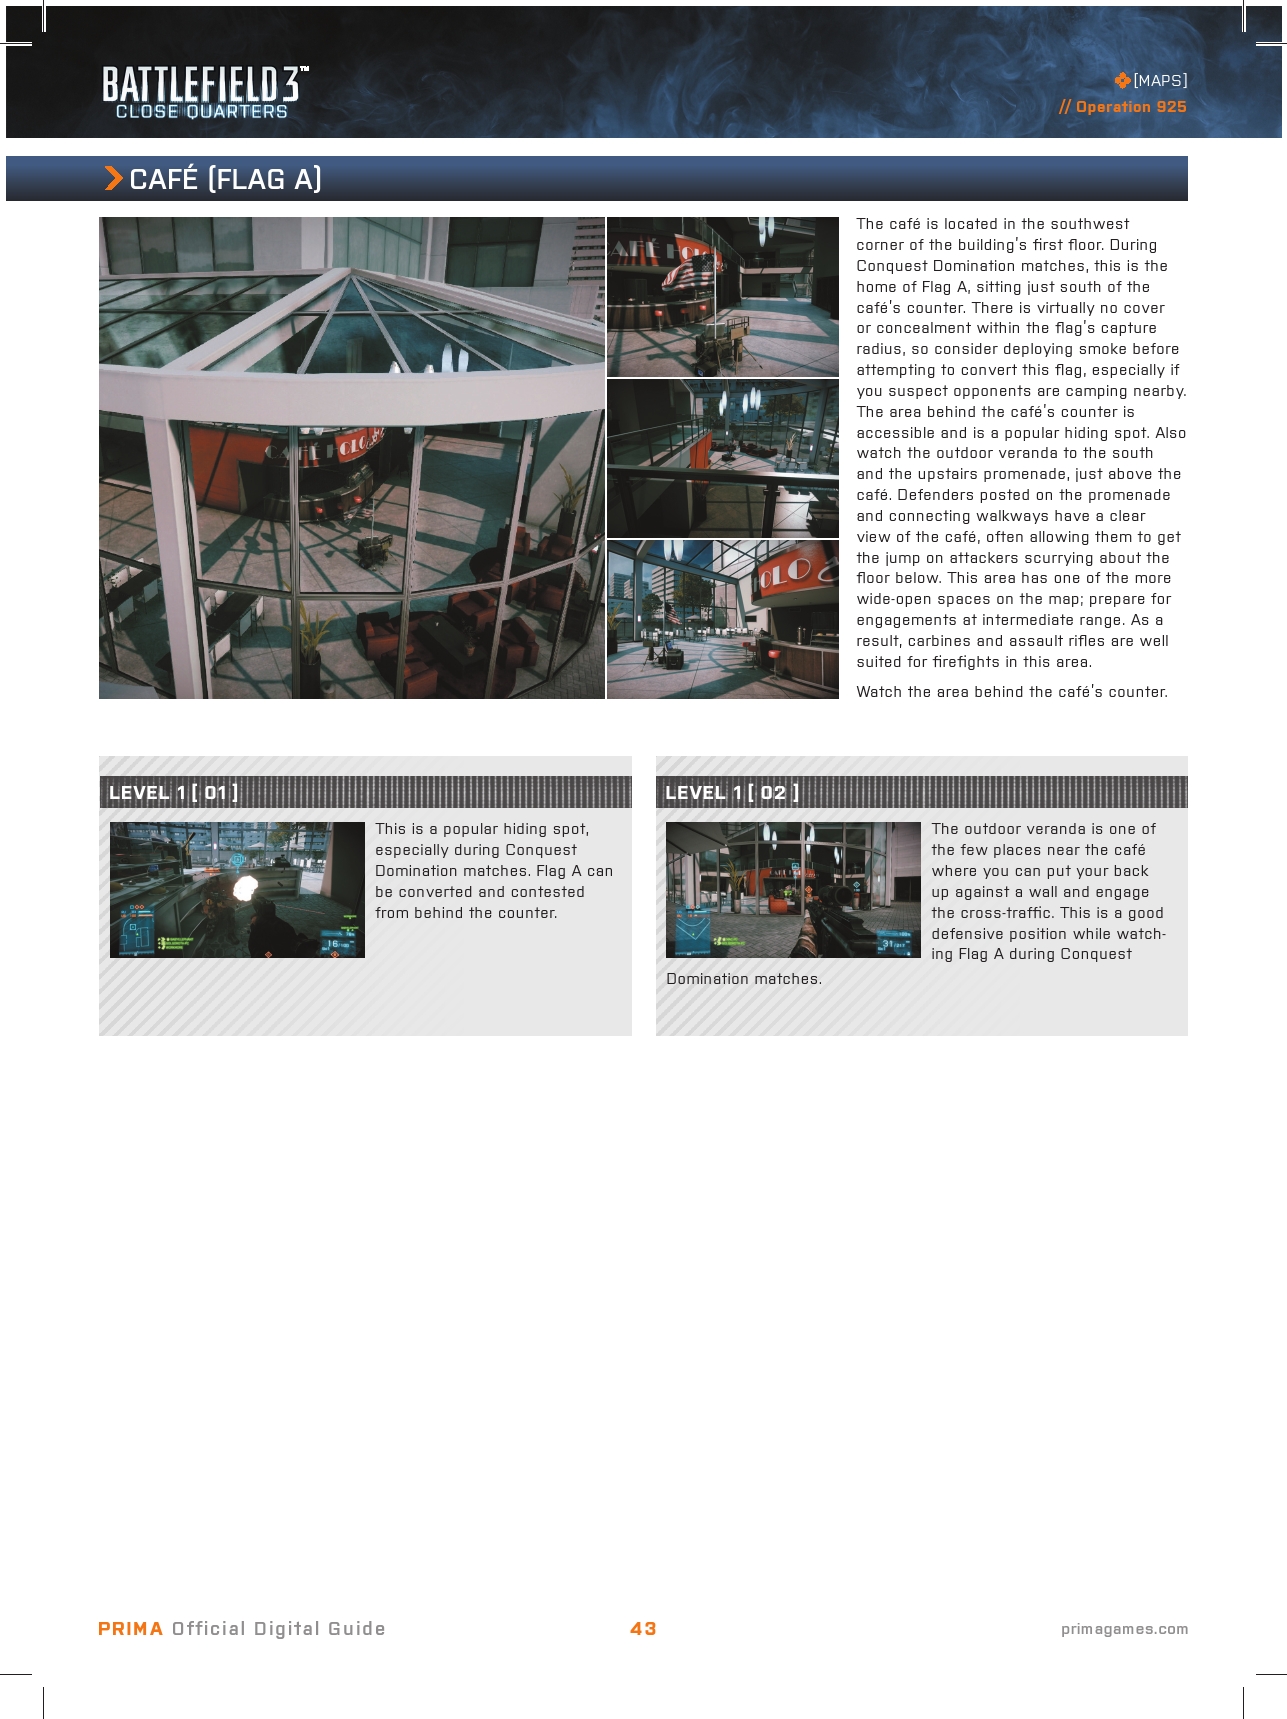 BATTLEFIELD 3™
CLOSE QUARTERS
[MAPS]
// Operation 925
CAFÉ (FLAG A)
CAFÉ HOLO
AFÉ HOL
OLO
The café is located in the southwest
corner of the building's first floor. During
Conquest Domination matches, this is the
home of Flag A, sitting just south of the
café's counter. There is virtually no cover
or concealment within the flag's capture
radius, so consider deploying smoke before
attempting to convert this flag, especially if
you suspect opponents are camping nearby.
The area behind the café's counter is
accessible and is a popular hiding spot. Also
watch the outdoor veranda to the south
and the upstairs promenade, just above the
café. Defenders posted on the promenade
and connecting walkways have a clear
view of the café, often allowing them to get
the jump on attackers scurrying about the
floor below. This area has one of the more
wide-open spaces on the map; prepare for
engagements at intermediate range. As a
result, carbines and assault rifles are well
suited for firefights in this area.
Watch the area behind the café's counter.
LEVEL 1 [ 01 ]
This is a popular hiding spot,
especially during Conquest
Domination matches. Flag A can
be converted and contested
from behind the counter.
LEVEL 1 [ 02 ]
The outdoor veranda is one of
the few places near the café
where you can put your back
up against a wall and engage
the cross-traffic. This is a good
defensive position while watch-
ing Flag A during Conquest
Domination matches.
PRIMA Official Digital Guide
43
primagames.com